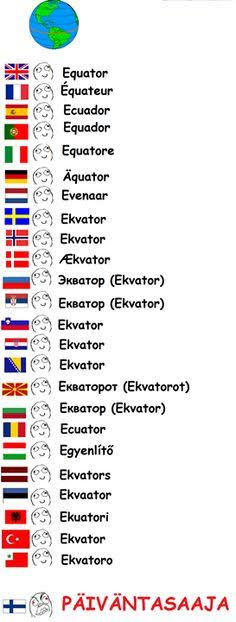 Equator
Équateur
Ecuador
Equador
Equatore
Äquator
Evenaar
Ekvator
Ekvator
Ækvator
Экватор (Ekvator)
Екватор (Ekvator)
Ekvator
Ekvator
Ekvator
Екваторот (Ekvatorot)
Екватор (Ekvator)
Ecuator
Egyenlítő
Ekvators
Ekvaator
Ekuatori
Ekvator
Ekvatoro
PÄIVÄNTASAAJA